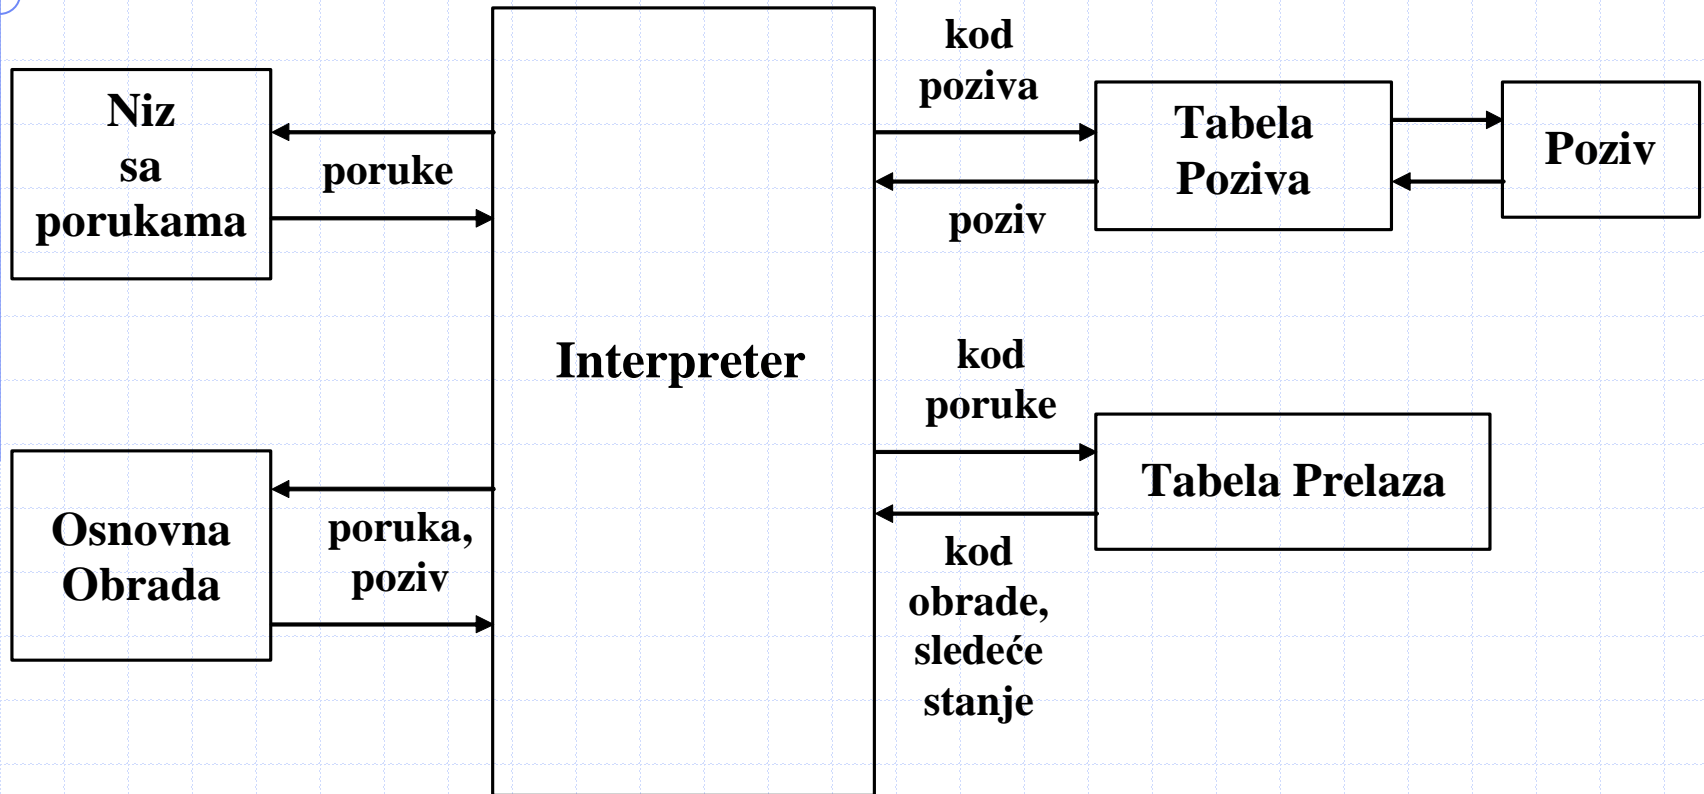 Niz
sa
porukama
poruke
Interpreter
kod
poziva
poziv
Tabela
Poziva
Poziv
Osnovna
Obrada
poruka,
poziv
kod
poruke
Tabela Prelaza
kod
obrade,
sledeće
stanje